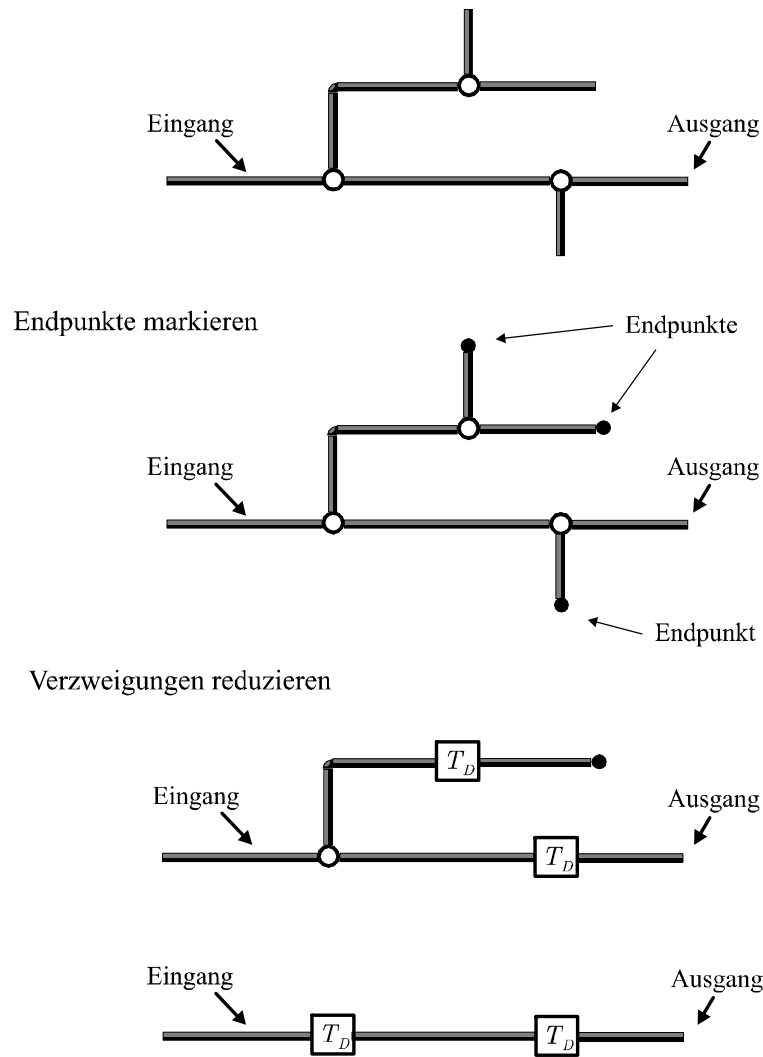 Eingang
Ausgang
Endpunkte markieren
Endpunkte
Eingang
Ausgang
Endpunkt
Verzweigungen reduzieren
T_D
Eingang
Ausgang
T_D
Eingang
Ausgang
T_D
T_D